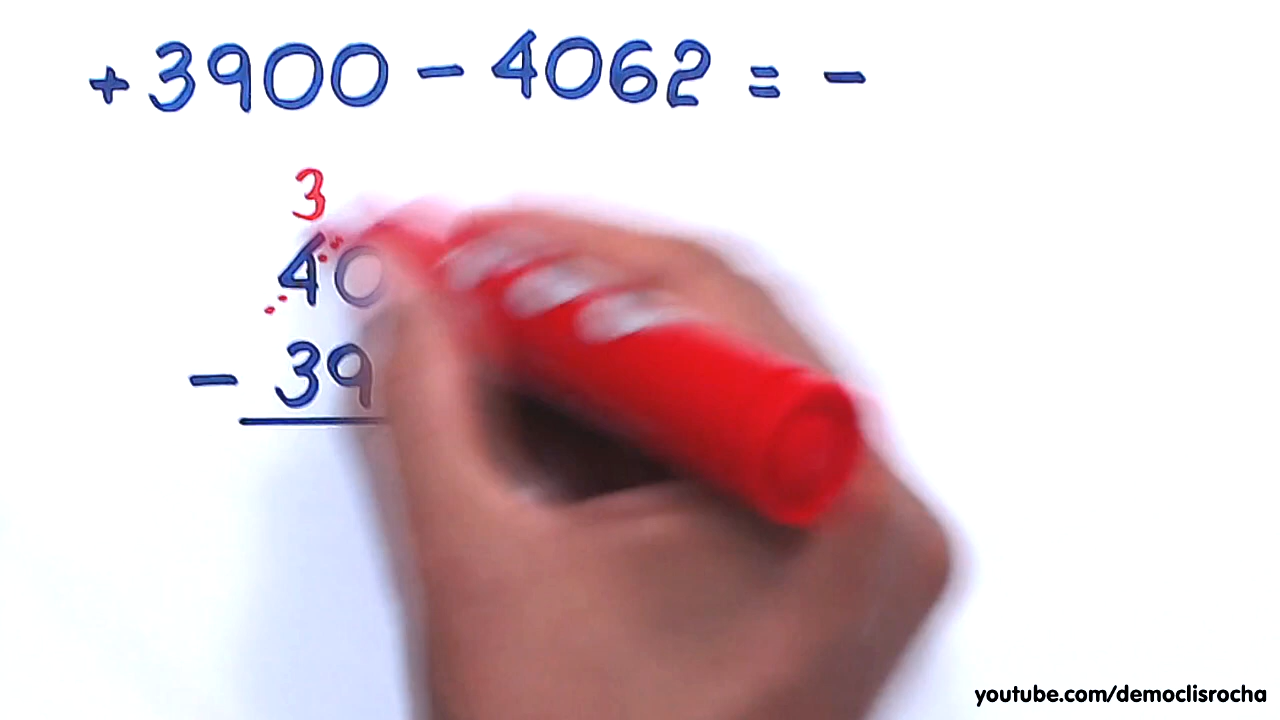 + 3900 - 4062 = -
3
40
- 39
youtube.com/democlisrocha